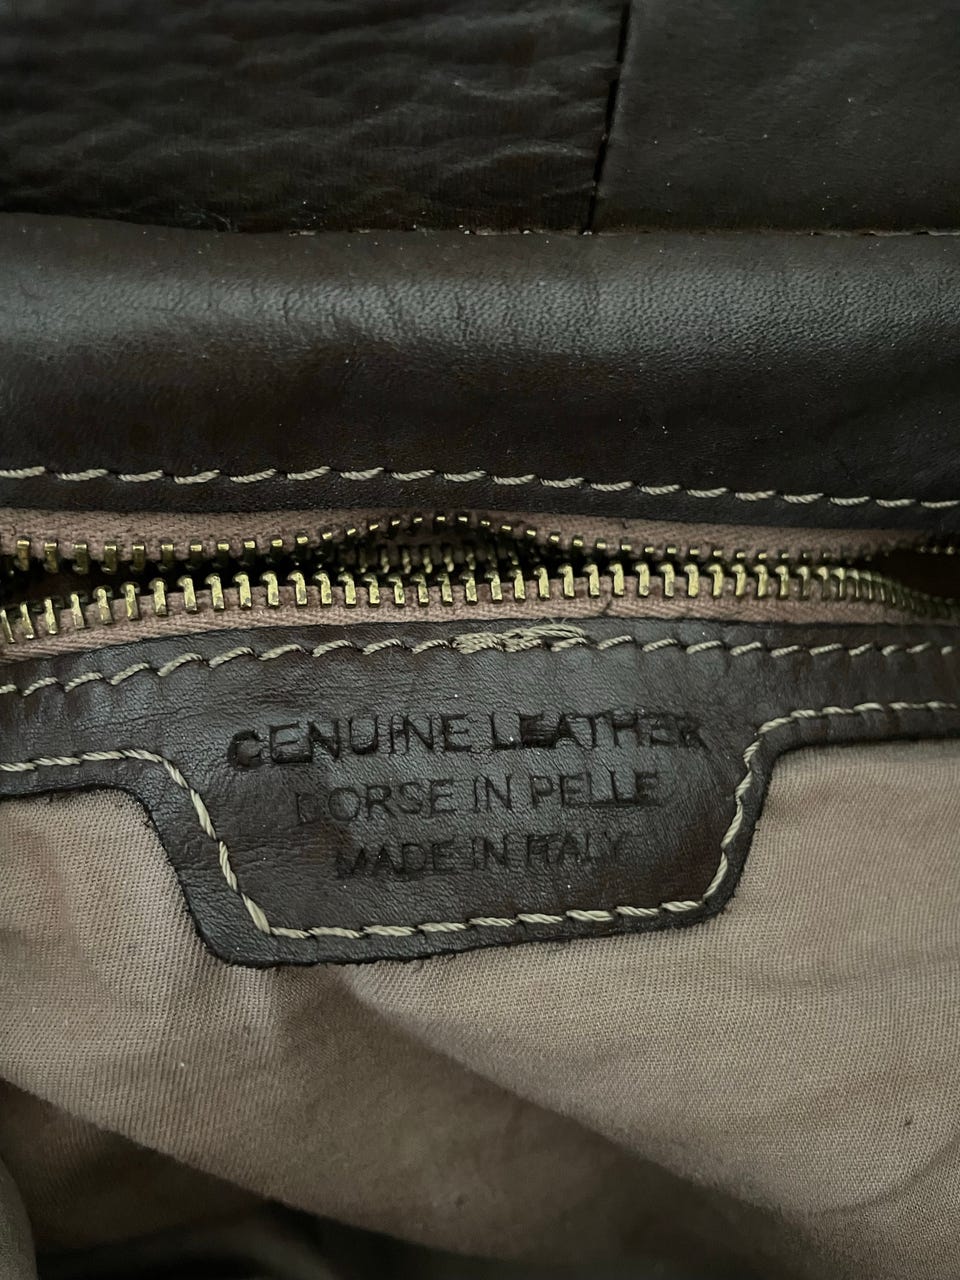 GENUINE LEATHER
BORSE IN PELLE
MADE IN ITALY